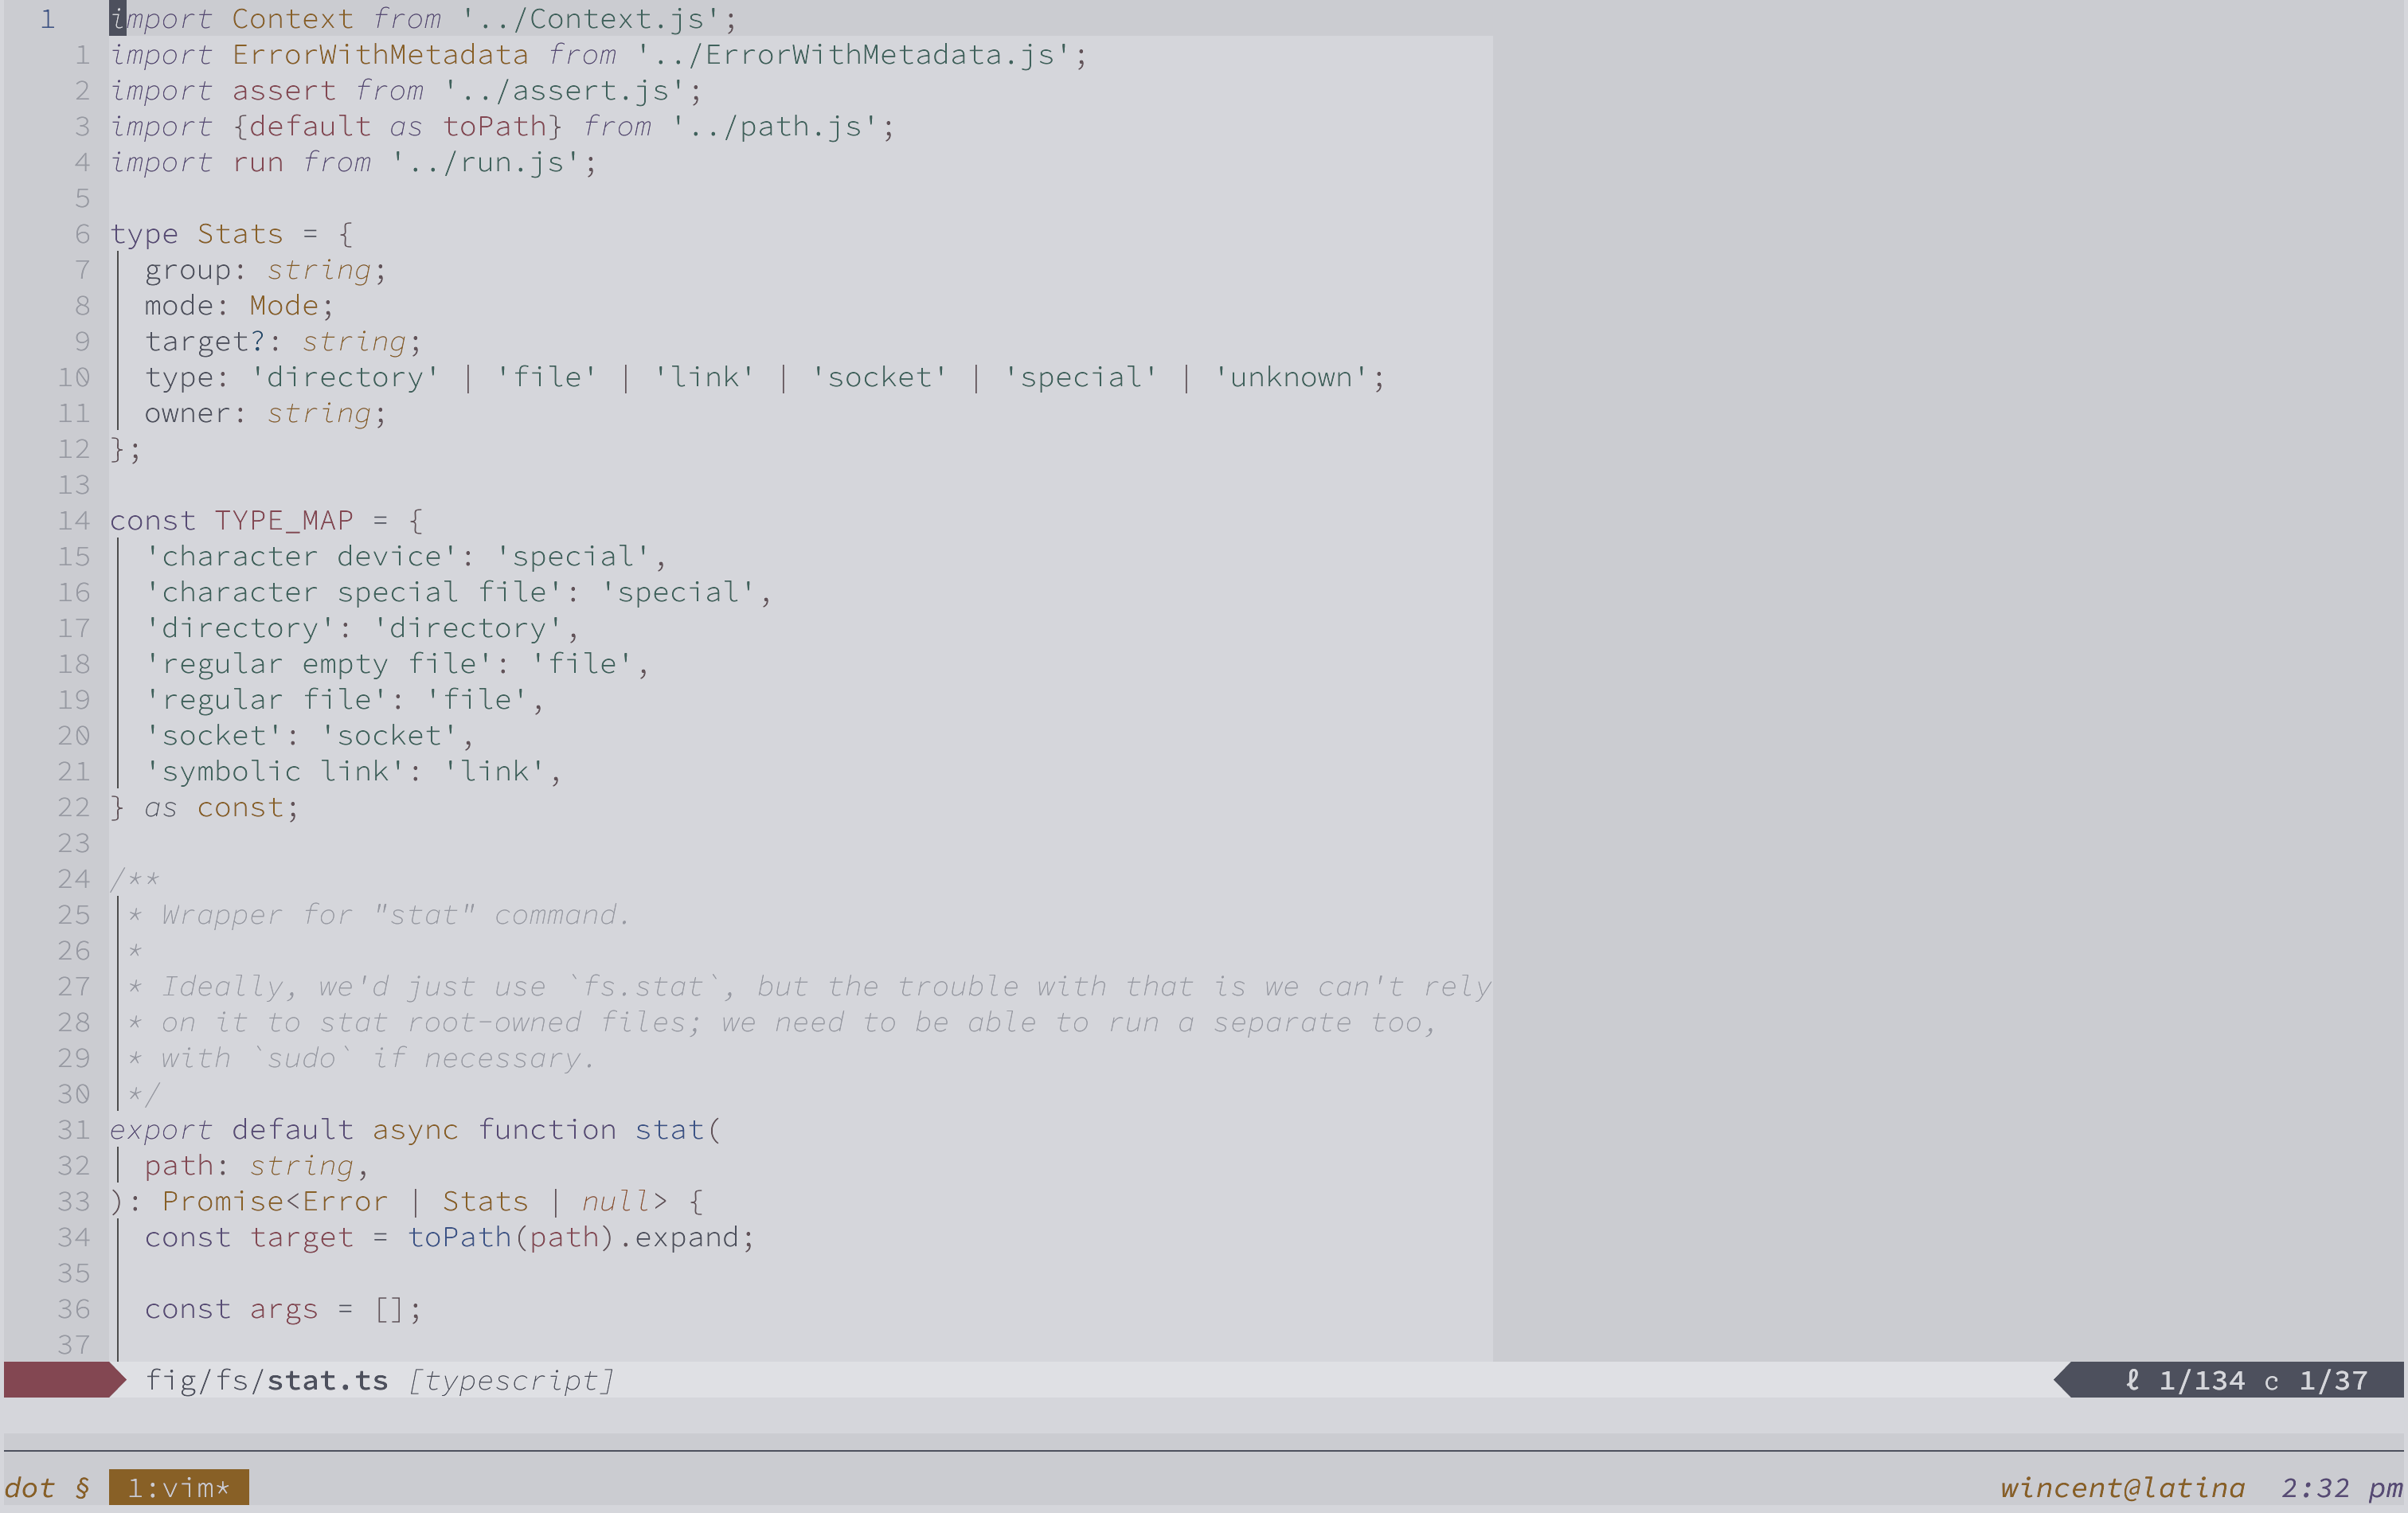 1 import Context from '../Context.js';
1 import ErrorWithMetadata from '../ErrorWithMetadata.js';
2 import assert from '../assert.js';
3 import {default as toPath} from '../path.js';
4 import run from '../run.js';
5
6 type Stats = {
7   group: string;
8   mode: Mode;
9   target?: string;
10   type: 'directory' | 'file' | 'link' | 'socket' | 'special' | 'unknown';
11   owner: string;
12 };
13
14 const TYPE_MAP = {
15   'character device': 'special',
16   'character special file': 'special',
17   'directory': 'directory',
18   'regular empty file': 'file',
19   'regular file': 'file',
20   'socket': 'socket',
21   'symbolic link': 'link',
22 } as const;
23
24 /**
25  * Wrapper for "stat" command.
26  *
27  * Ideally, we'd just use `fs.stat`, but the trouble with that is we can't rely
28  * on it to stat root-owned files; we need to be able to run a separate too,
29  * with `sudo` if necessary.
30  */
31 export default async function stat(
32   path: string,
33 ): Promise<Error | Stats | null> {
34   const target = toPath(path).expand;
35
36   const args = [];
37
fig/fs/stat.ts [typescript] ℓ 1/134 c 1/37
dot § 1:vim* wincent@latina 2:32 pm